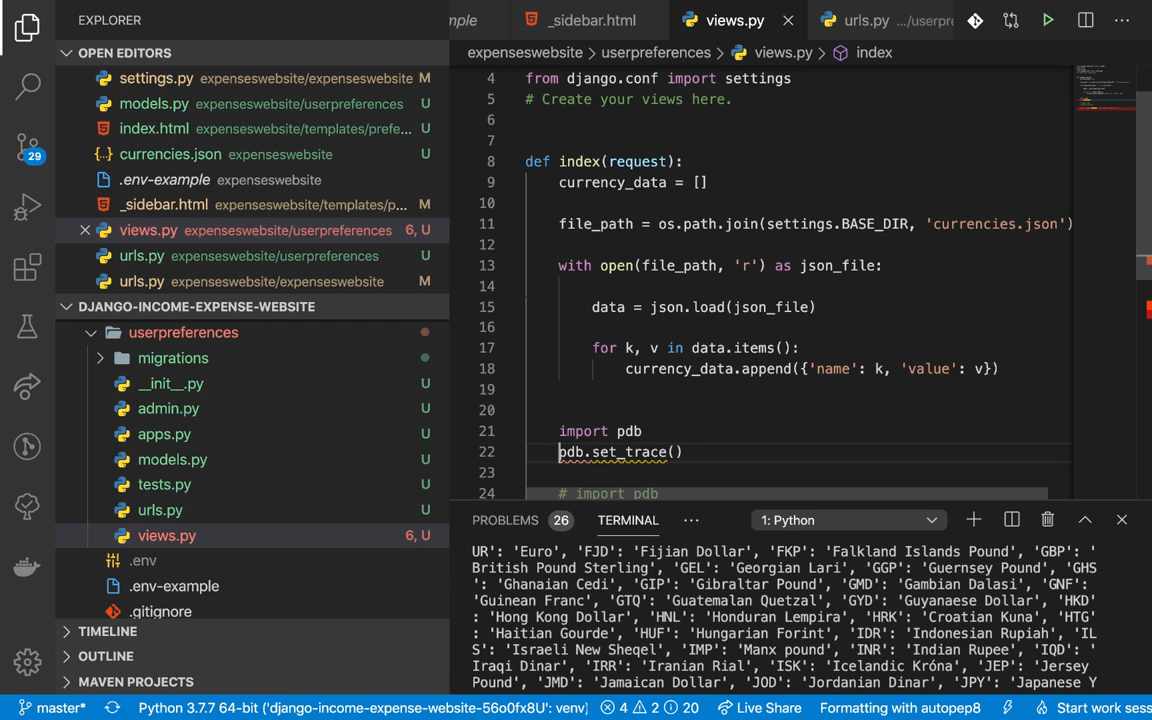 EXPLORER
OPEN EDITORS
settings.py expenseswebsite/expenseswebsite M
models.py expenseswebsite/userpreferences U
index.html expenseswebsite/templates/prefe... U
{..} currencies.json expenseswebsite U
.env-example expenseswebsite
_sidebar.html expenseswebsite/templates/p... M
views.py expenseswebsite/userpreferences 6, U
urls.py expenseswebsite/userpreferences U
urls.py expenseswebsite/expenseswebsite M
29
DJANGO-INCOME-EXPENSE-WEBSITE
userpreferences
migrations
__init__.py U
admin.py U
apps.py U
models.py U
tests.py U
urls.py U
views.py 6, U
.env
.env-example
.gitignore
TIMELINE
OUTLINE
MAVEN PROJECTS
mple _sidebar.html views.py urls.py .../userpre
expenseswebsite > userpreferences > views.py > index
4 from django.conf import settings
5 # Create your views here.
6
7
8 def index(request):
9 currency_data = []
10
11 file_path = os.path.join(settings.BASE_DIR, 'currencies.json')
12
13 with open(file_path, 'r') as json_file:
14
15 data = json.load(json_file)
16
17 for k, v in data.items():
18 currency_data.append({'name': k, 'value': v})
19
20
21 import pdb
22 pdb.set_trace()
23
24 # import pdb
PROBLEMS 26 TERMINAL ... 1: Python
UR': 'Euro', 'FJD': 'Fijian Dollar', 'FKP': 'Falkland Islands Pound', 'GBP': '
British Pound Sterling', 'GEL': 'Georgian Lari', 'GGP': 'Guernsey Pound', 'GHS
': 'Ghanaian Cedi', 'GIP': 'Gibraltar Pound', 'GMD': 'Gambian Dalasi', 'GNF':
'Guinean Franc', 'GTQ': 'Guatemalan Quetzal', 'GYD': 'Guyanaese Dollar', 'HKD'
: 'Hong Kong Dollar', 'HNL': 'Honduran Lempira', 'HRK': 'Croatian Kuna', 'HTG'
: 'Haitian Gourde', 'HUF': 'Hungarian Forint', 'IDR': 'Indonesian Rupiah', 'IL
S': 'Israeli New Sheqel', 'IMP': 'Manx pound', 'INR': 'Indian Rupee', 'IQD': '
Iraqi Dinar', 'IRR': 'Iranian Rial', 'ISK': 'Icelandic Króna', 'JEP': 'Jersey
Pound', 'JMD': 'Jamaican Dollar', 'JOD': 'Jordanian Dinar', 'JPY': 'Japanese Y
master* Python 3.7.7 64-bit ('django-income-expense-website-56o0fx8U': venv) 4 2 20 Live Share Formatting with autopep8 Start work sess